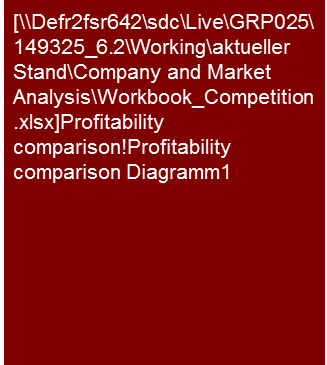 [\\Defr2fsr642\sdc\Live\GRP025\
149325_6.2\Working\aktueller
Stand\Company and Market
Analysis\Workbook_Competition
.xlsx]Profitability
comparison!Profitability
comparison Diagramm1